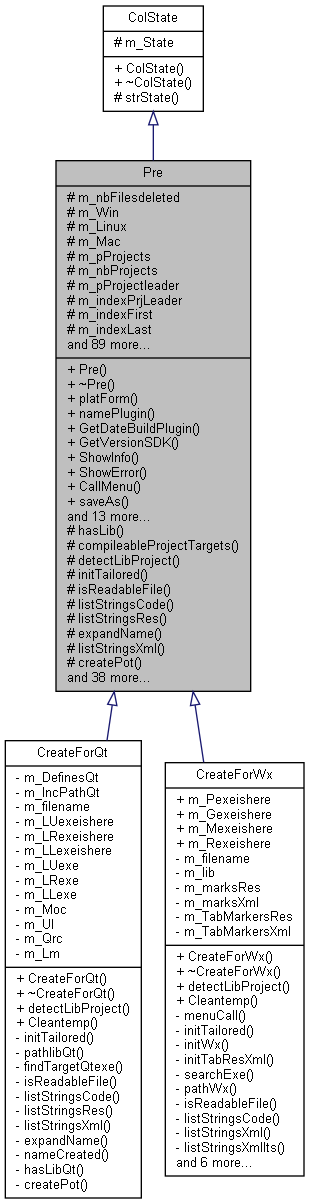 ColState
# m_State
+ ColState()
+ ~ColState()
# strState()
Pre
# m_nbFilesdeleted
# m_Win
# m_Linux
# m_Mac
# m_pProjects
# m_nbProjects
# m_pProjectleader
# m_indexPrjLeader
# m_indexFirst
# m_indexLast
and 89 more...
+ Pre()
+ ~Pre()
+ platForm()
+ namePlugin()
+ GetDateBuildPlugin()
+ GetVersionSDK()
+ ShowInfo()
+ ShowError()
+ CallMenu()
+ saveAs()
and 13 more...
# hasLib()
# compileableProjectTargets()
# detectLibProject()
# initTailored()
# isReadableFile()
# listStringsCode()
# listStringsRes()
# expandName()
# listStringsXml()
# createPot()
and 38 more...
CreateForQt
- m_DefinesQt
- m_IncPathQt
- m_filename
- m_LUexeishere
- m_LRexeishere
- m_LLexeishere
- m_LUexe
- m_LRexe
- m_LLexe
- m_Moc
- m_UI
- m_Qrc
- m_Lm
+ CreateForQt()
+ ~CreateForQt()
+ detectLibProject()
+ Cleantemp()
- initTailored()
- pathlibQt()
- findTargetQtexe()
- isReadableFile()
- listStringsCode()
- listStringsRes()
- listStringsXml()
- expandName()
- nameCreated()
- hasLibQt()
- createPot()
CreateForWx
+ m_Pexeishere
+ m_Gexeishere
+ m_Mexeishere
+ m_Rexeishere
- m_filename
- m_lib
- m_marksRes
- m_marksXml
- m_TabMarkersRes
- m_TabMarkersXml
+ CreateForWx()
+ ~CreateForWx()
+ detectLibProject()
+ Cleantemp()
- menuCall()
- initTailored()
- initWx()
- initTabResXml()
- searchExe()
- pathWx()
- isReadableFile()
- listStringsCode()
- listStringsXml()
- listStringsXmlIts()
and 6 more...